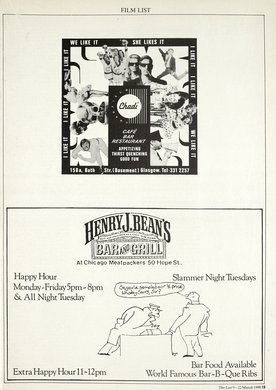 FILM LIST
WE LIKE IT
SHE LIKES IT
I LIKE IT
I LIKE IT
I LIKE IT
I LIKE IT
I LIKE IT
WE LIKE IT
Chadi
CAFÉ
BAR
RESTAURANT
APPETIZING
THIRST QUENCHING
GOOD FUN
158a, Bath Str.(Basement) Glasgow. Tel: 331 2257
HENRY J. BEAN'S
BAR AND GRILL
At Chicago Meatpackers 50 Hope St..
Happy Hour
Monday-Friday 5pm - 8pm
& All Night Tuesday
Slammer Night Tuesdays
Extra Happy Hour 11-12pm
Bar Food Available
World Famous Bar-B-Que Ribs
The List 9 - 22 March 1990